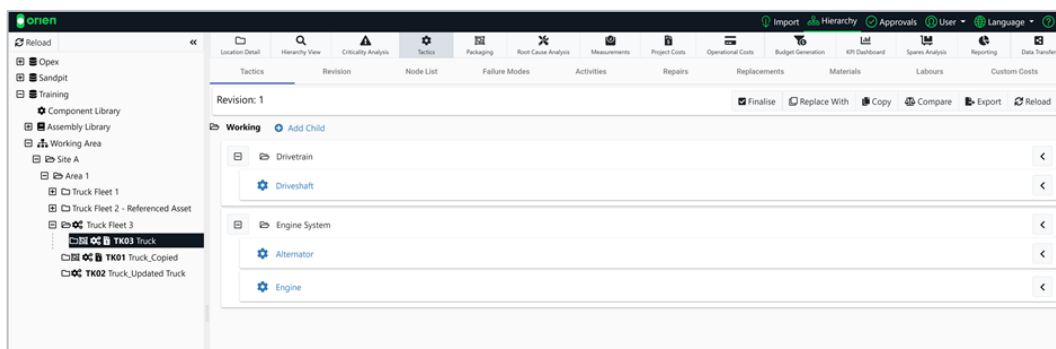 orien
Import Hierarchy Approvals User Language
Reload
Location Detail Hierarchy View Criticality Analysis Tactics Packaging Root Cause Analysis Measurements Project Costs Operational Costs Budget Generation KPI Dashboard Spares Analysis Reporting Data Transfer
Opex
Sandpit
Training
Component Library
Assembly Library
Working Area
Site A
Area 1
Truck Fleet 1
Truck Fleet 2 - Referenced Asset
Truck Fleet 3
TK03 Truck
TK01 Truck_Copied
TK02 Truck_Updated Truck
Tactics Revision Node List Failure Modes Activities Repairs Replacements Materials Labours Custom Costs
Revision: 1
Finalise Replace With Copy Compare Export Reload
Working Add Child
Drivetrain
Driveshaft
Engine System
Alternator
Engine